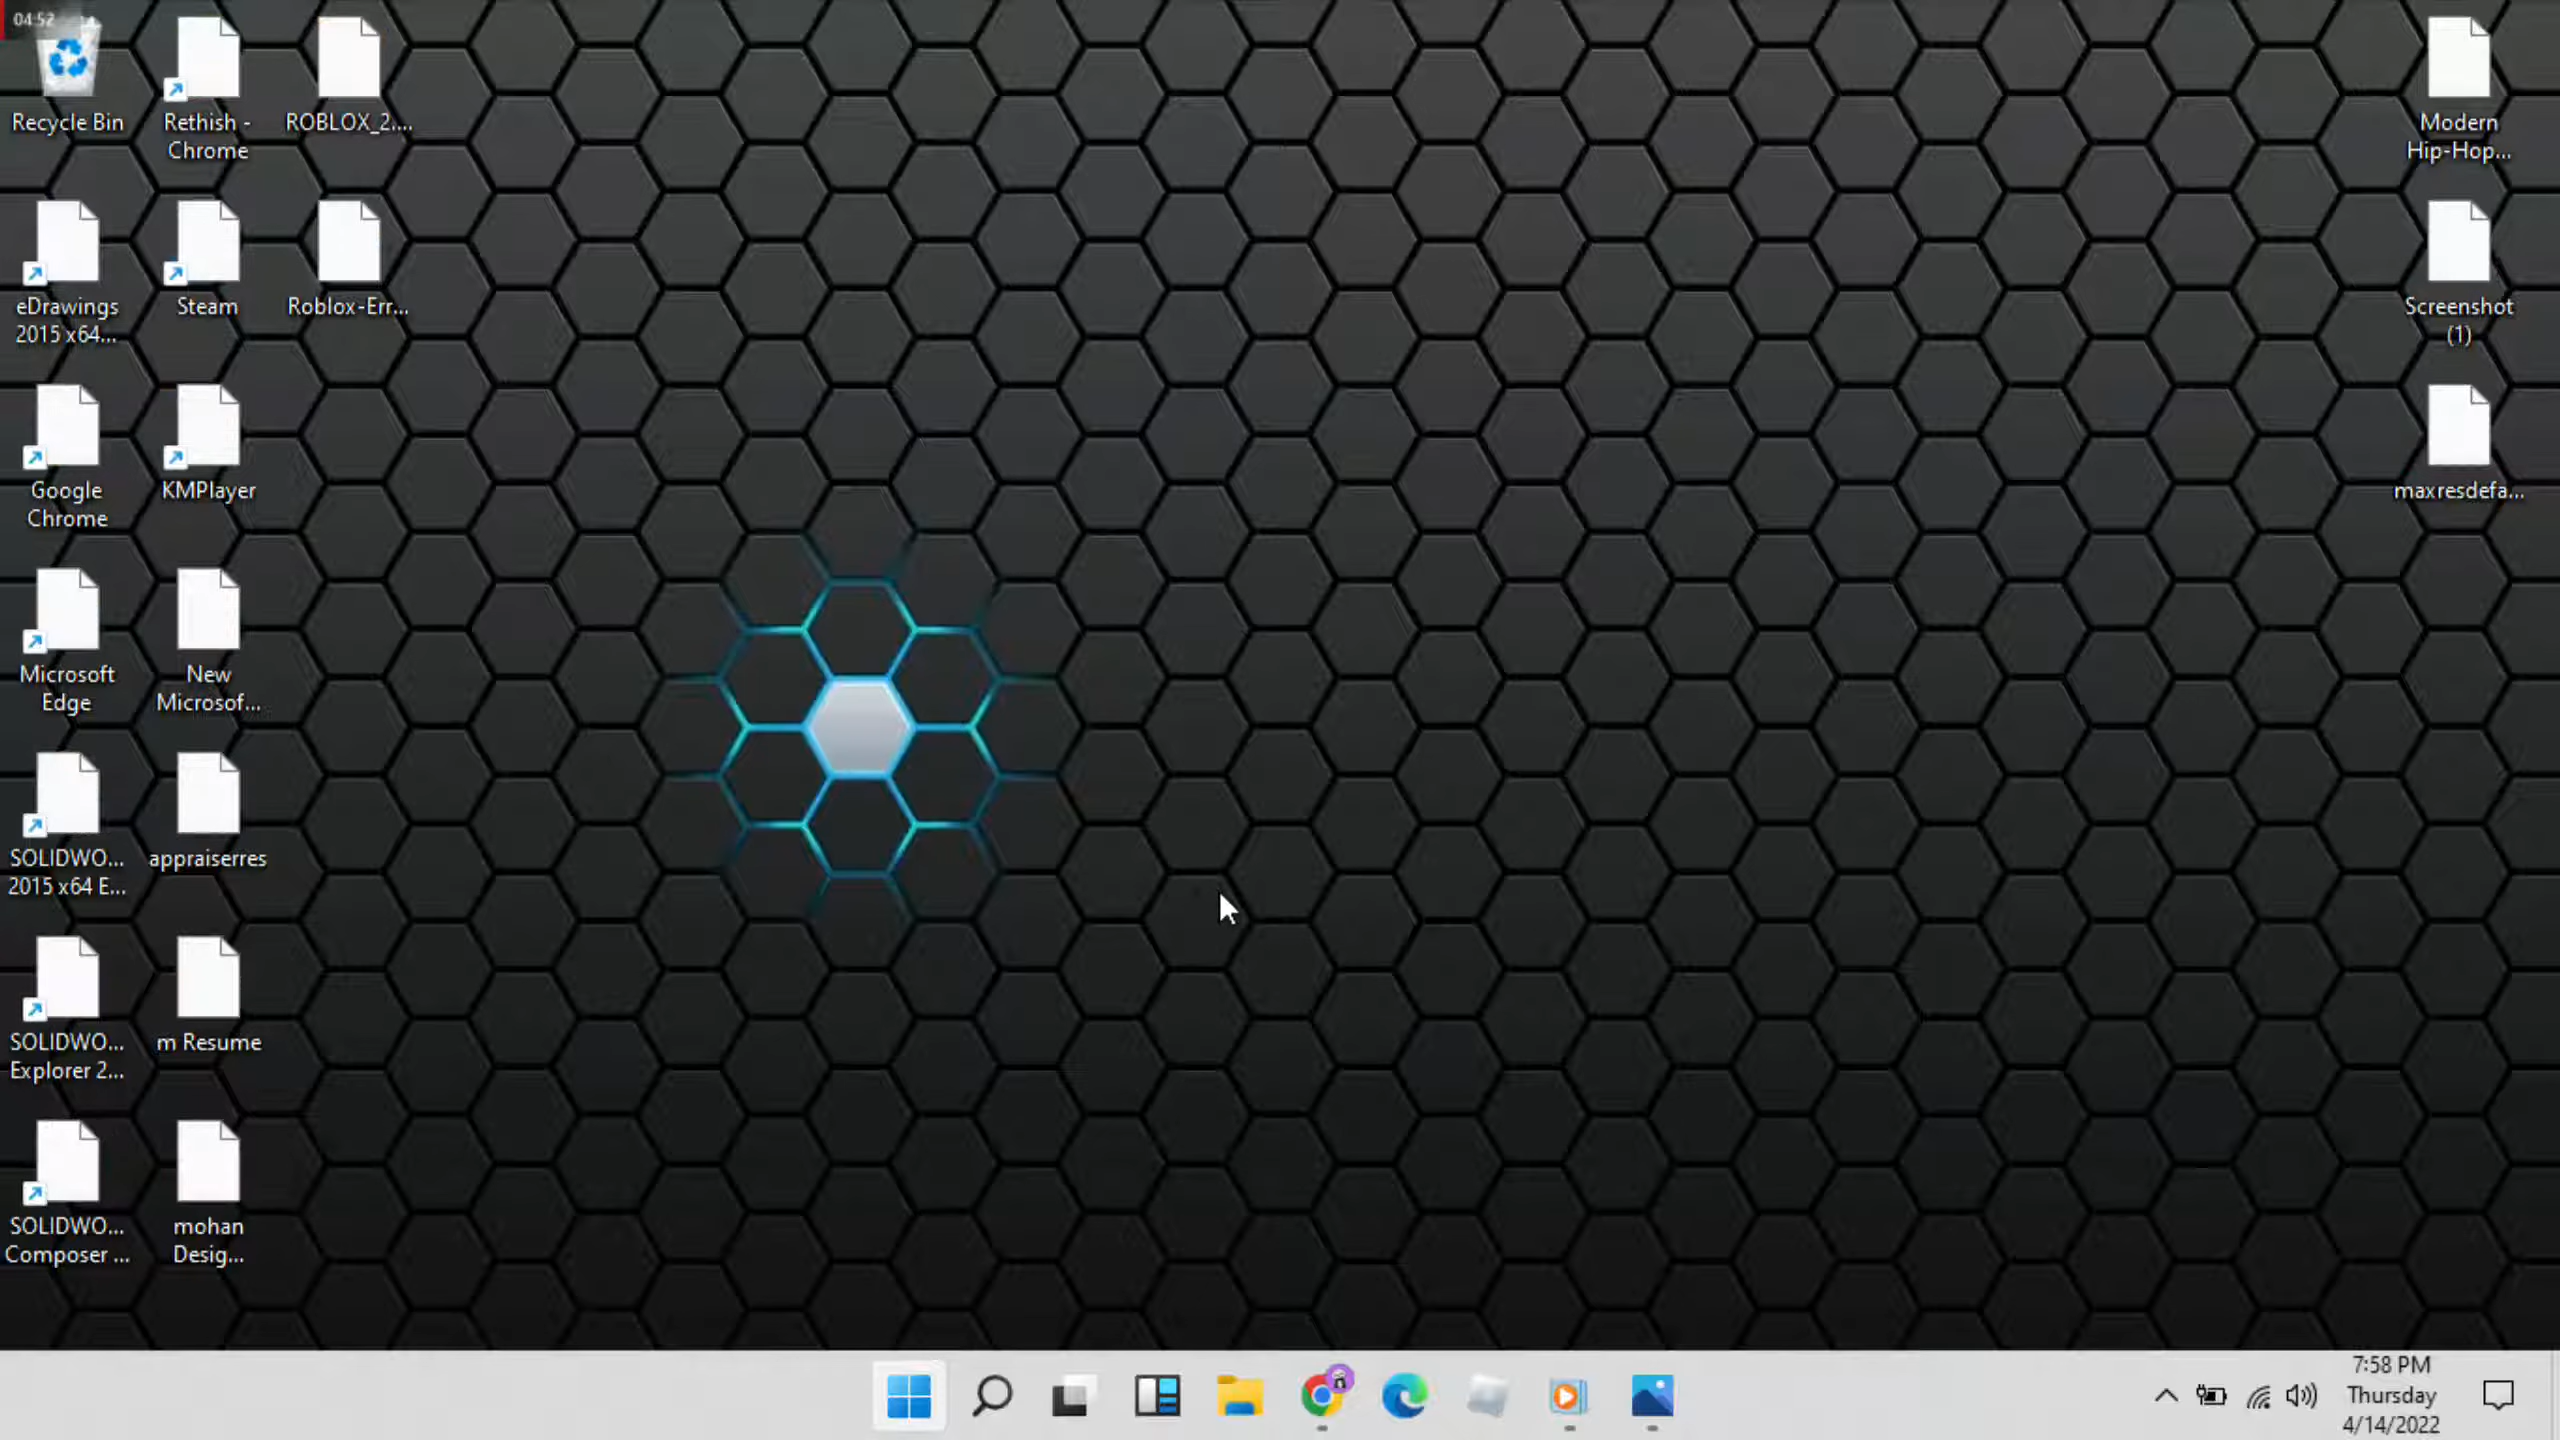 04:52
Recycle Bin
Rethish -
Chrome
ROBLOX_2....
eDrawings
2015 x64...
Steam
Roblox-Err...
Google
Chrome
KMPlayer
Microsoft
Edge
New
Microsof...
SOLIDWO...
2015 x64 E...
appraiserres
SOLIDWO...
Explorer 2...
m Resume
SOLIDWO...
Composer ...
mohan
Desig...
Modern
Hip-Hop...
Screenshot
(1)
maxresdefa...
7:58 PM
Thursday
4/14/2022